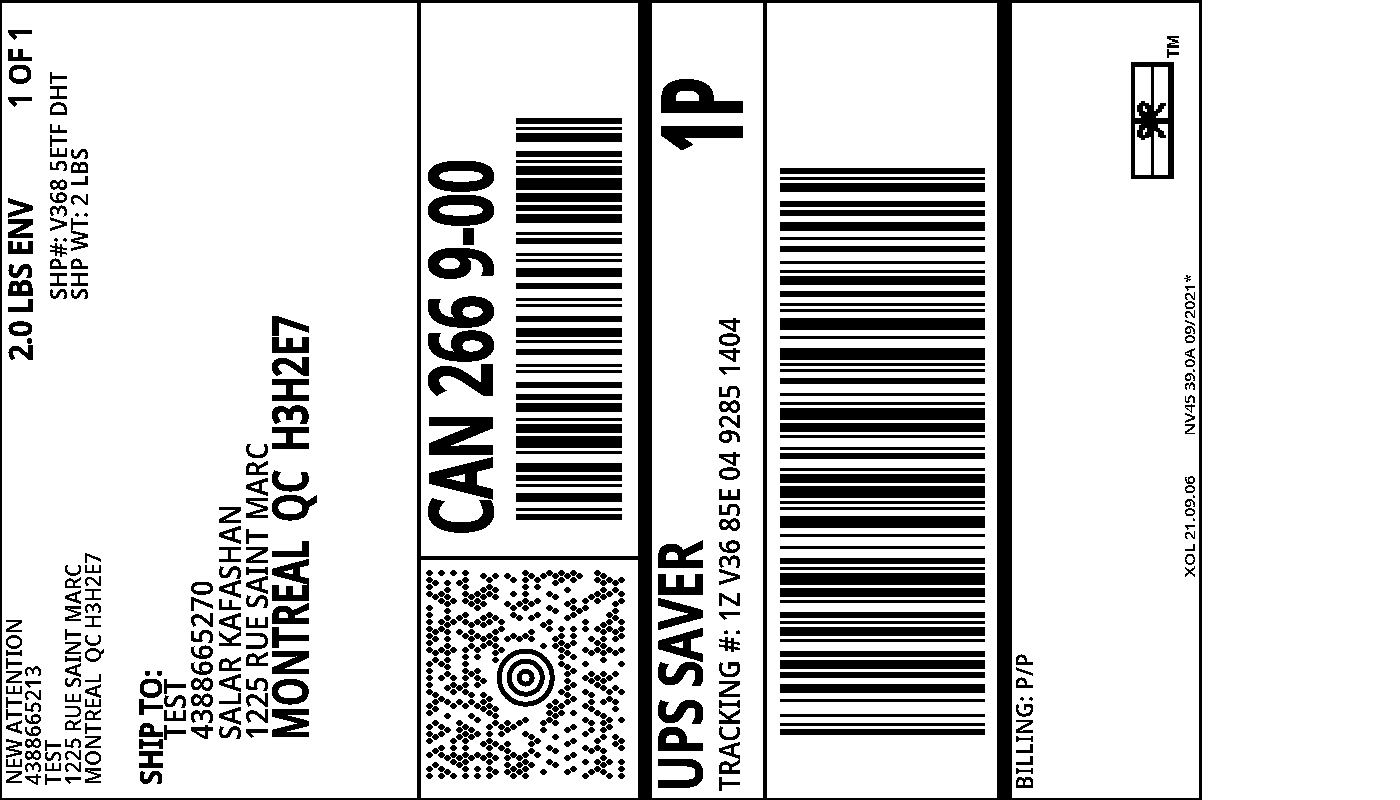 NEW ATTENTION
4388665213
TEST
1225 RUE SAINT MARC
MONTREAL QC H3H2E7
2.0 LBS ENV 1 OF 1
SHP#: V368 5ETF DHT
SHP WT: 2 LBS
SHIP TO:
TEST
4388665270
SALAR KAFASHAN
1225 RUE SAINT MARC
MONTREAL QC H3H2E7
CAN 266 9-00
UPS SAVER 1P
TRACKING #: 1Z V36 85E 04 9285 1404
BILLING: P/P
TM
XOL 21.09.06 NV45 39.0A 09/2021*